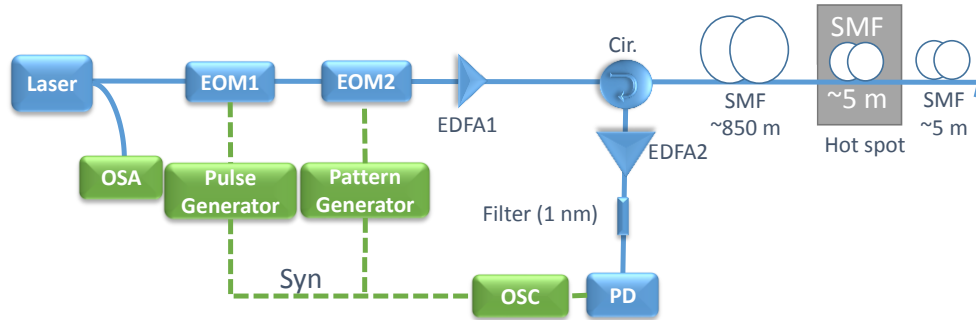 Laser
EOM1
EOM2
EDFA1
Cir.
SMF
~850 m
SMF
~5 m
Hot spot
SMF
~5 m
OSA
Pulse
Generator
Pattern
Generator
EDFA2
Filter (1 nm)
Syn
OSC
PD